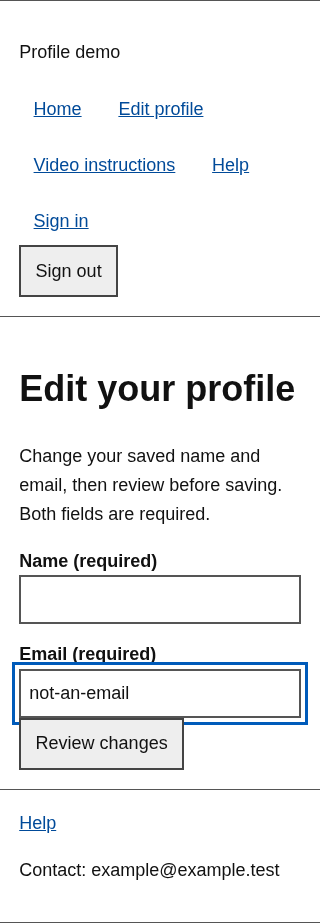 Profile demo
Home Edit profile
Video instructions Help
Sign in
Sign out
Edit your profile
Change your saved name and
email, then review before saving.
Both fields are required.
Name (required)
Email (required)
not-an-email
Review changes
Help
Contact: example@example.test